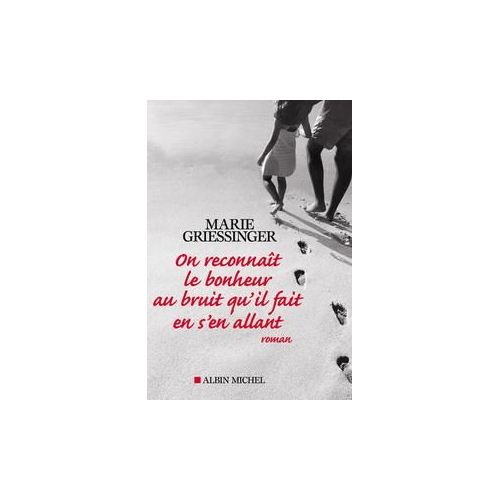 MARIE
GRIESSINGER
On reconnaît
le bonheur
au bruit qu'il fait
en s'en allant
roman
ALBIN MICHEL